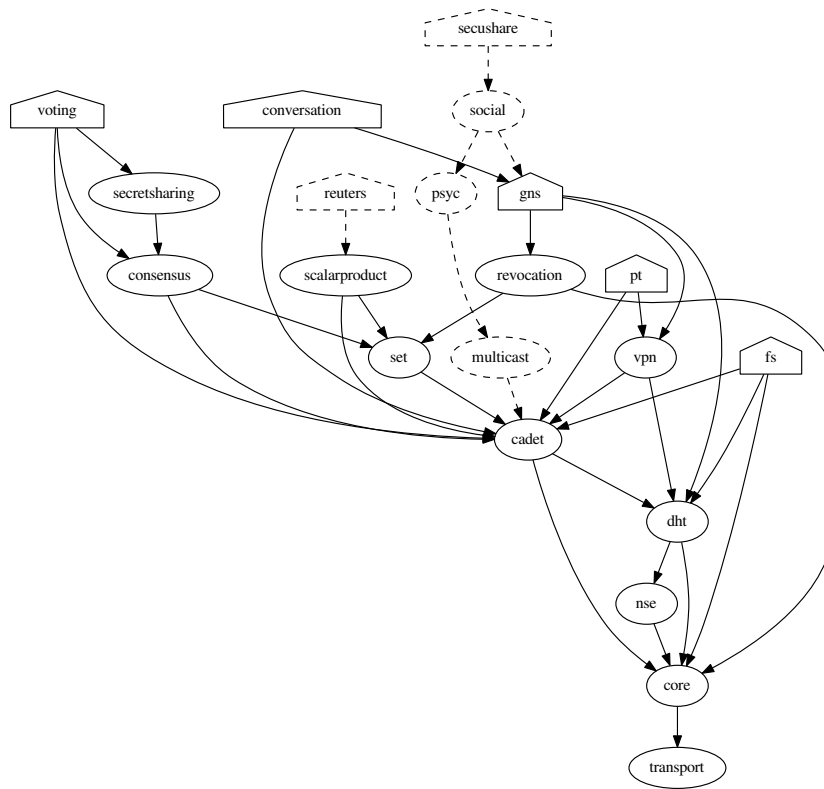 secushare
voting
conversation
social
secretsharing
reuters
psyc
gns
consensus
scalarproduct
revocation
pt
set
multicast
vpn
fs
cadet
dht
nse
core
transport